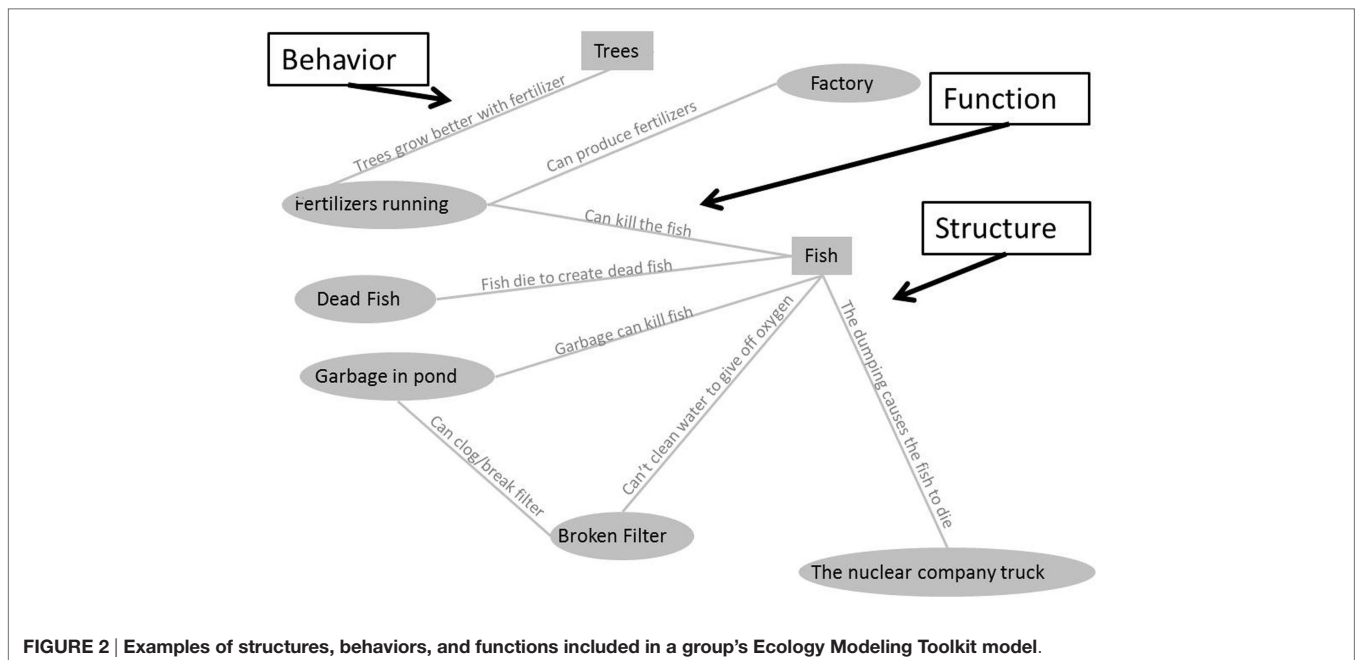 Behavior
Trees
Factory
Function
Trees grow better with fertilizer
Can produce fertilizers
Fertilizers running
Can kill the fish
Structure
Fish
Fish die to create dead fish
Dead Fish
Garbage can kill fish
Garbage in pond
Can't clean water to give off oxygen
The dumping causes the fish to die
Can clog/break filter
Broken Filter
The nuclear company truck
FIGURE 2 | Examples of structures, behaviors, and functions included in a group's Ecology Modeling Toolkit model.